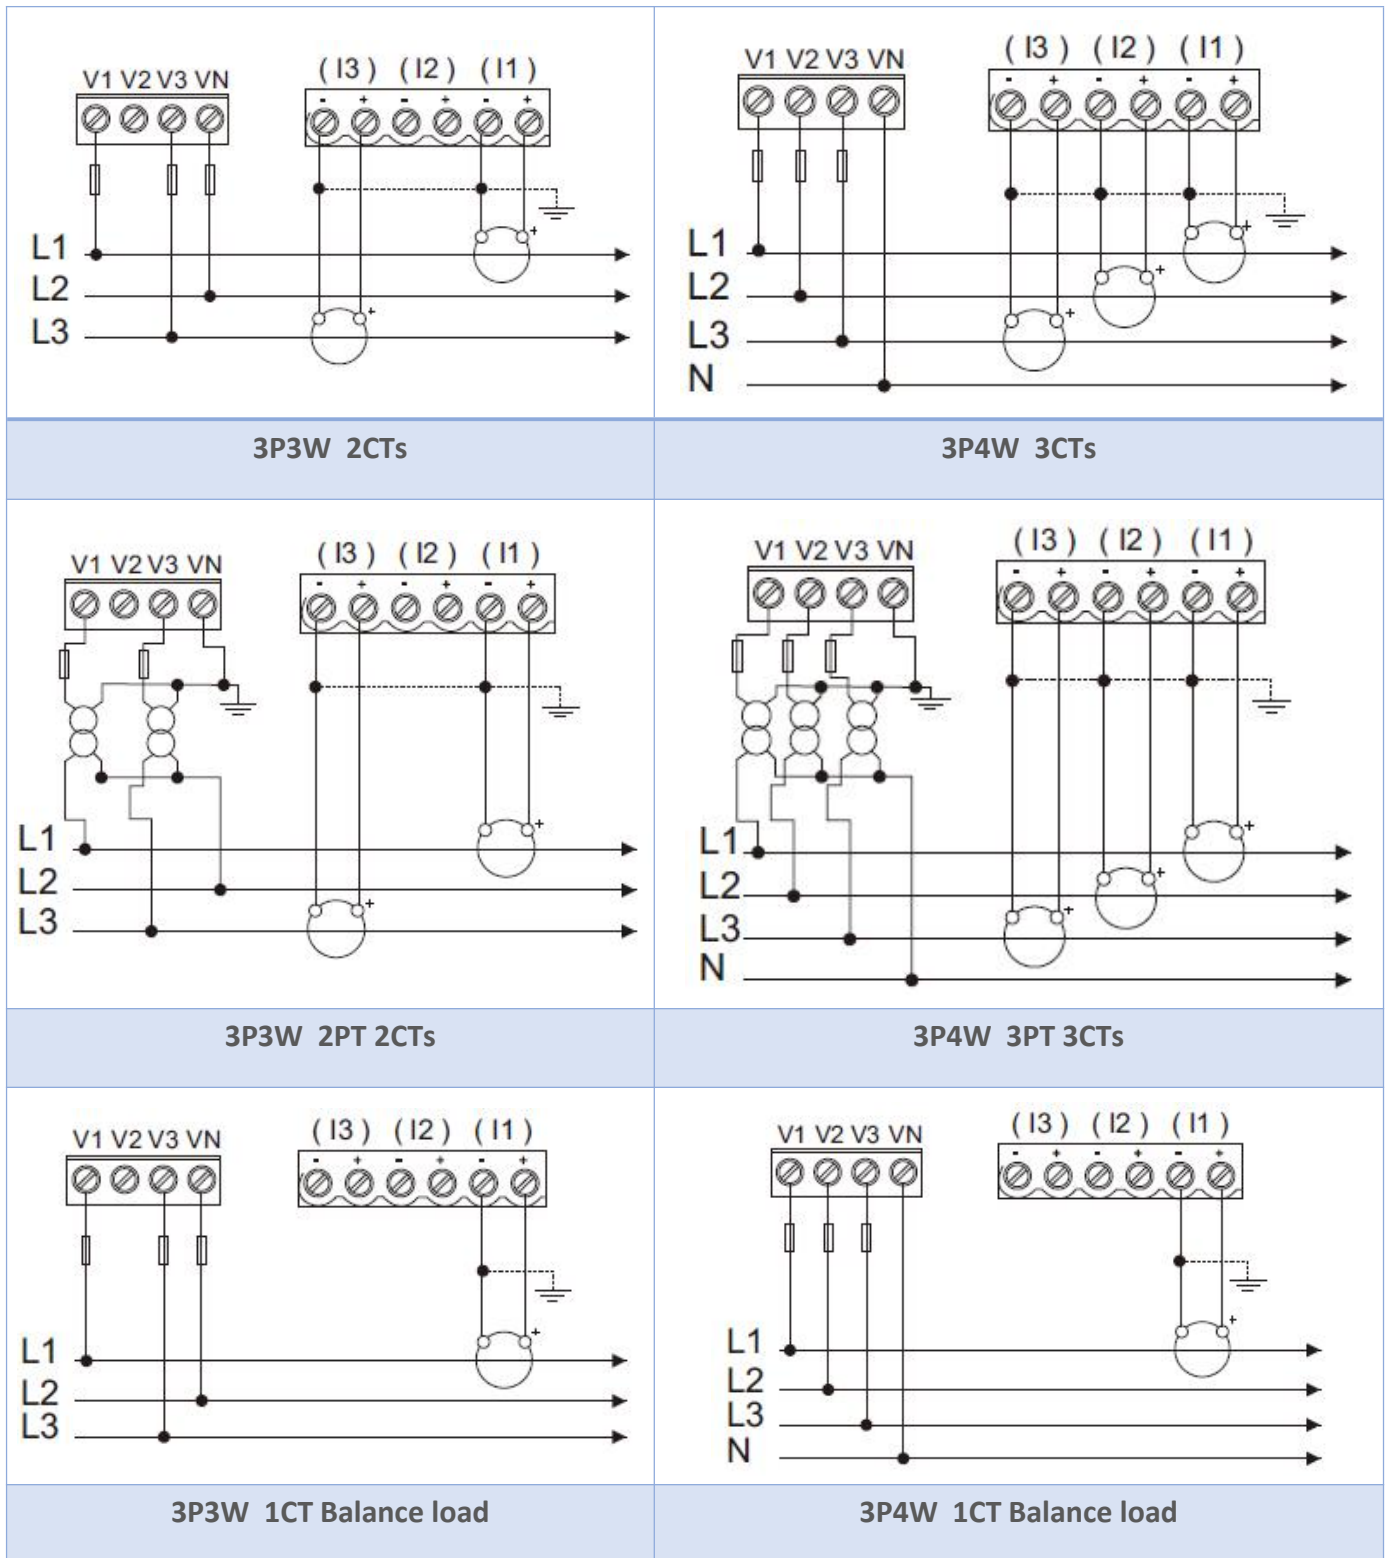 V1 V2 V3 VN
( I3 ) ( I2 ) ( I1 )
- + - + - +
+
L1
L2
+
L3
V1 V2 V3 VN
( I3 ) ( I2 ) ( I1 )
- + - + - +
L1
+
L2
+
L3
+
N
3P3W 2CTs
3P4W 3CTs
V1 V2 V3 VN
( I3 ) ( I2 ) ( I1 )
- + - + - +
L1
+
L2
L3
+
V1 V2 V3 VN
( I3 ) ( I2 ) ( I1 )
- + - + - +
L1
+
L2
+
L3
+
N
3P3W 2PT 2CTs
3P4W 3PT 3CTs
V1 V2 V3 VN
( I3 ) ( I2 ) ( I1 )
- + - + - +
L1
+
L2
L3
V1 V2 V3 VN
( I3 ) ( I2 ) ( I1 )
- + - + - +
+
L1
L2
L3
N
3P3W 1CT Balance load
3P4W 1CT Balance load